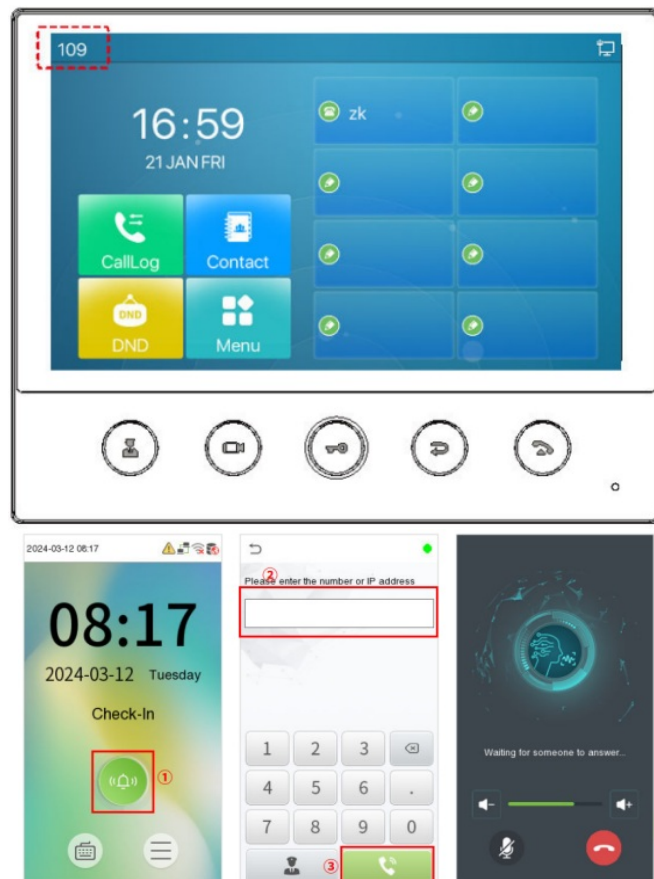 109
16:59
21 JAN FRI
zk
CallLog
Contact
DND
DND
Menu
2024-03-12 08:17
08:17
2024-03-12 Tuesday
Check-In
①
②
Please enter the number or IP address
1 2 3
4 5 6 .
7 8 9 0
③
Waiting for someone to answer...